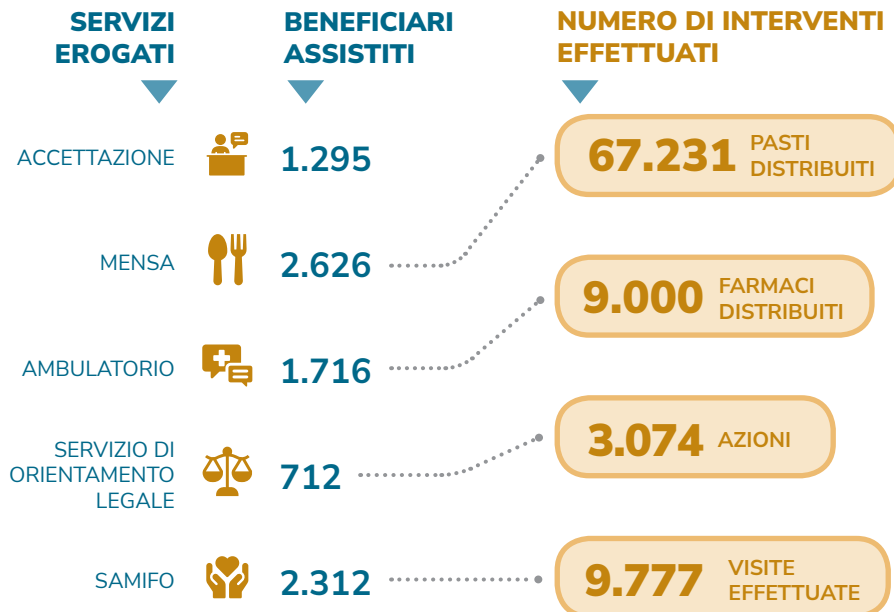 SERVIZI
EROGATI
BENEFICIARI
ASSISTITI
NUMERO DI INTERVENTI
EFFETTUATI
ACCETTAZIONE
1.295
67.231
PASTI
DISTRIBUITI
MENSA
2.626
9.000
FARMACI
DISTRIBUITI
AMBULATORIO
1.716
3.074
AZIONI
SERVIZIO DI
ORIENTAMENTO
LEGALE
712
SAMIFO
2.312
9.777
VISITE
EFFETTUATE